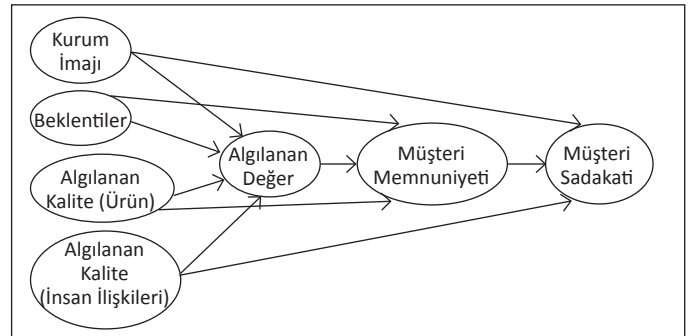 Kurum
İmajı
Beklentiler
Algılanan
Kalite (Ürün)
Algılanan
Kalite
(İnsan İlişkileri)
Algılanan
Değer
Müşteri
Memnuniyeti
Müşteri
Sadakati